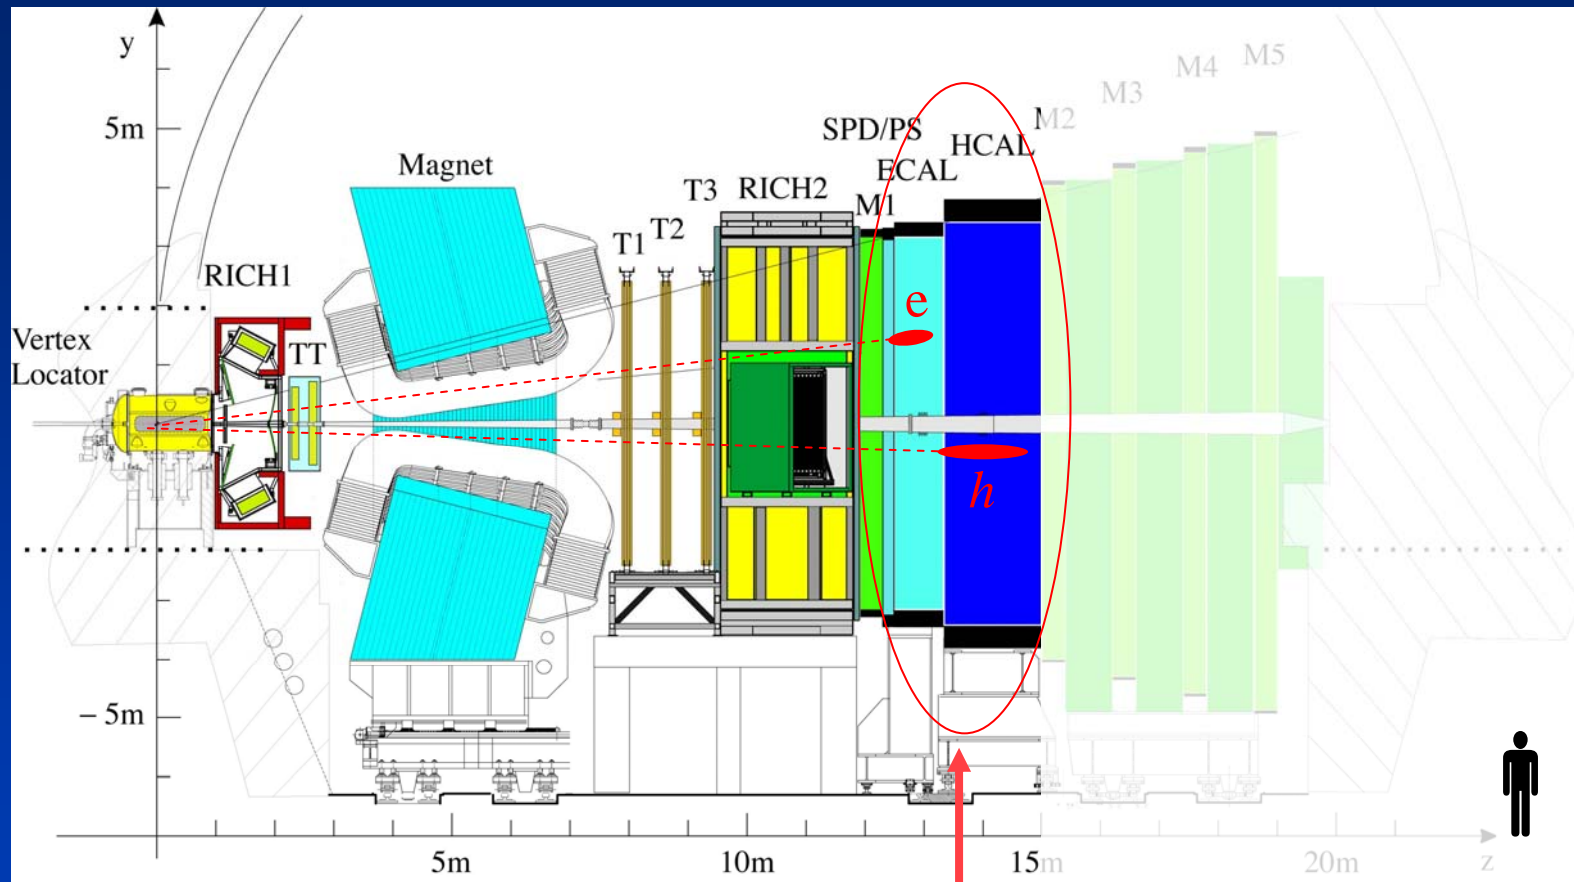 y
5m
Magnet
RICH1
Vertex
Locator
TT
T1
T2
T3
RICH2
SPD/PS
ECAL
M1
HCAL
M2
M3
M4
M5
e
h
– 5m
5m
10m
15m
20m
z